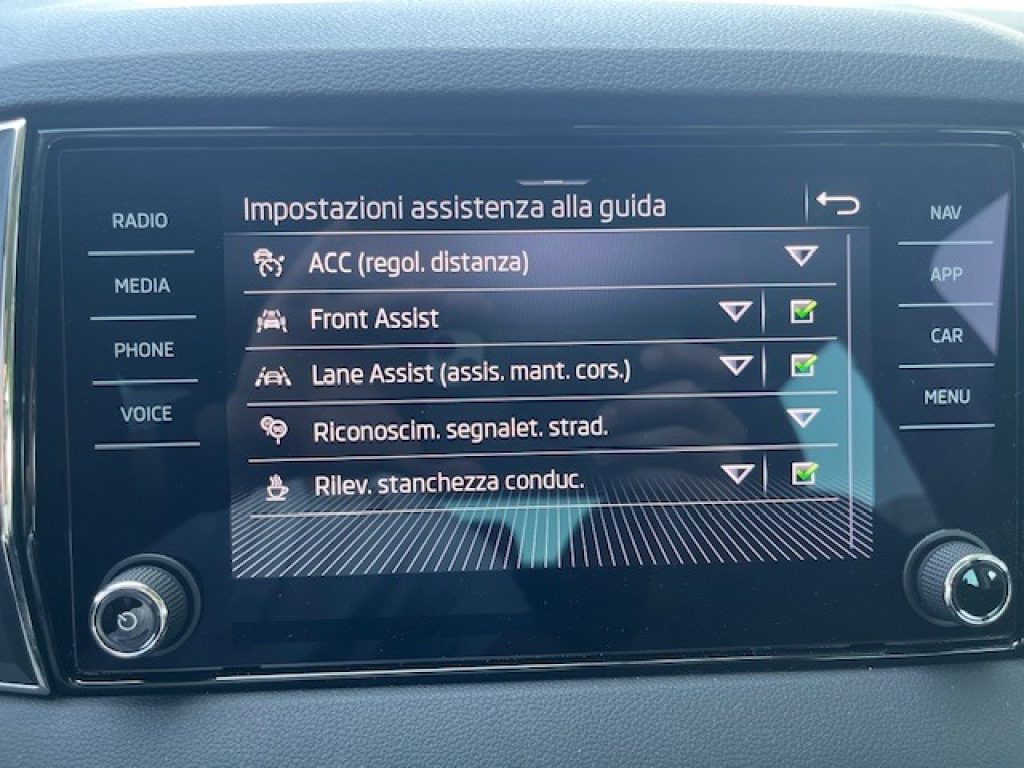 Impostazioni assistenza alla guida
RADIO
MEDIA
PHONE
VOICE
ACC (regol. distanza)
Front Assist
Lane Assist (assis. mant. cors.)
Riconoscim. segnalet. strad.
Rilev. stanchezza conduc.
NAV
APP
CAR
MENU